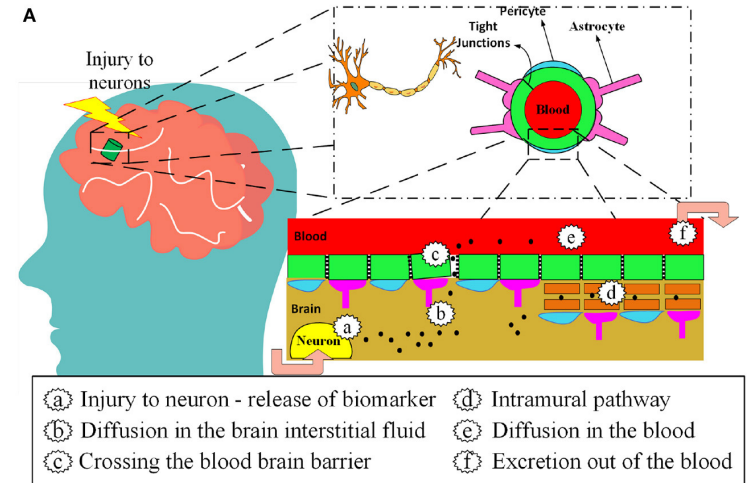 A
Injury to
neurons
Pericyte
Tight
Junctions
Astrocyte
Blood
Blood
f
e
c
d
Brain
b
a
Neuron
a Injury to neuron - release of biomarker
b Diffusion in the brain interstitial fluid
c Crossing the blood brain barrier
d Intramural pathway
e Diffusion in the blood
f Excretion out of the blood